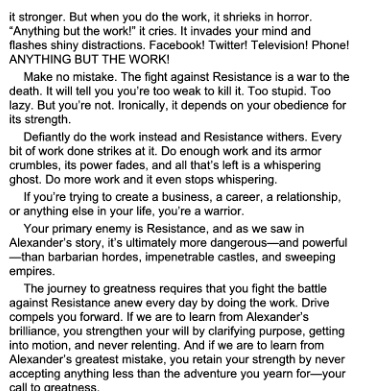 it stronger. But when you do the work, it shrieks in horror.
“Anything but the work!” it cries. It invades your mind and
flashes shiny distractions. Facebook! Twitter! Television! Phone!
ANYTHING BUT THE WORK!
Make no mistake. The fight against Resistance is a war to the
death. It will tell you you’re too weak to kill it. Too stupid. Too
lazy. But you’re not. Ironically, it depends on your obedience for
its strength.
Defiantly do the work instead and Resistance withers. Every
bit of work done strikes at it. Do enough work and its armor
crumbles, its power fades, and all that’s left is a whispering
ghost. Do more work and it even stops whispering.
If you’re trying to create a business, a career, a relationship,
or anything else in your life, you’re a warrior.
Your primary enemy is Resistance, and as we saw in
Alexander’s story, it’s ultimately more dangerous—and powerful
—than barbarian hordes, impenetrable castles, and sweeping
empires.
The journey to greatness requires that you fight the battle
against Resistance anew every day by doing the work. Drive
compels you forward. If we are to learn from Alexander’s
brilliance, you strengthen your will by clarifying purpose, getting
into motion, and never relenting. And if we are to learn from
Alexander’s greatest mistake, you retain your strength by never
accepting anything less than the adventure you yearn for—your
call to greatness.